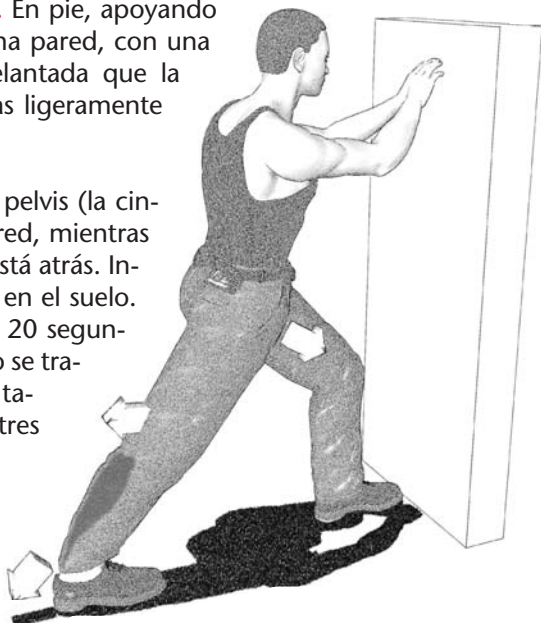 . En pie, apoyando
na pared, con una
elantada que la
as ligeramente
pelvis (la cin-
red, mientras
stá atrás. In-
en el suelo.
20 segun-
o se tra-
ta-
tres